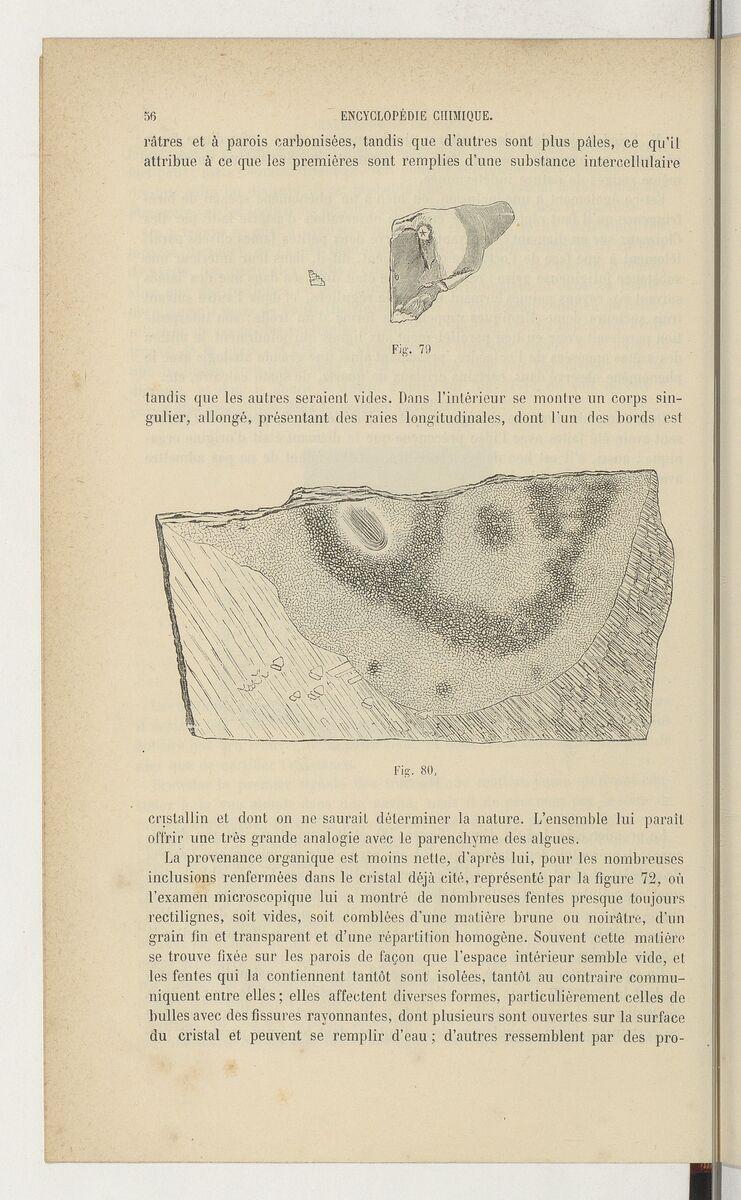 56
ENCYCLOPÉDIE CHIMIQUE.
râtres et à parois carbonisées, tandis que d'autres sont plus pâles, ce qu'il
attribue à ce que les premières sont remplies d'une substance intercellulaire
Fig. 79
tandis que les autres seraient vides. Dans l'intérieur se montre un corps sin-
gulier, allongé, présentant des raies longitudinales, dont l'un des bords est
Fig. 80,
cristallin et dont on ne saurait déterminer la nature. L'ensemble lui paraît
offrir une très grande analogie avec le parenchyme des algues.
La provenance organique est moins nette, d'après lui, pour les nombreuses
inclusions renfermées dans le cristal déjà cité, représenté par la figure 72, où
l'examen microscopique lui a montré de nombreuses fentes presque toujours
rectilignes, soit vides, soit comblées d'une matière brune ou noirâtre, d'un
grain fin et transparent et d'une répartition homogène. Souvent cette matière
se trouve fixée sur les parois de façon que l'espace intérieur semble vide, et
les fentes qui la contiennent tantôt sont isolées, tantôt au contraire commu-
niquent entre elles ; elles affectent diverses formes, particulièrement celles de
bulles avec des fissures rayonnantes, dont plusieurs sont ouvertes sur la surface
du cristal et peuvent se remplir d'eau ; d'autres ressemblent par des pro-